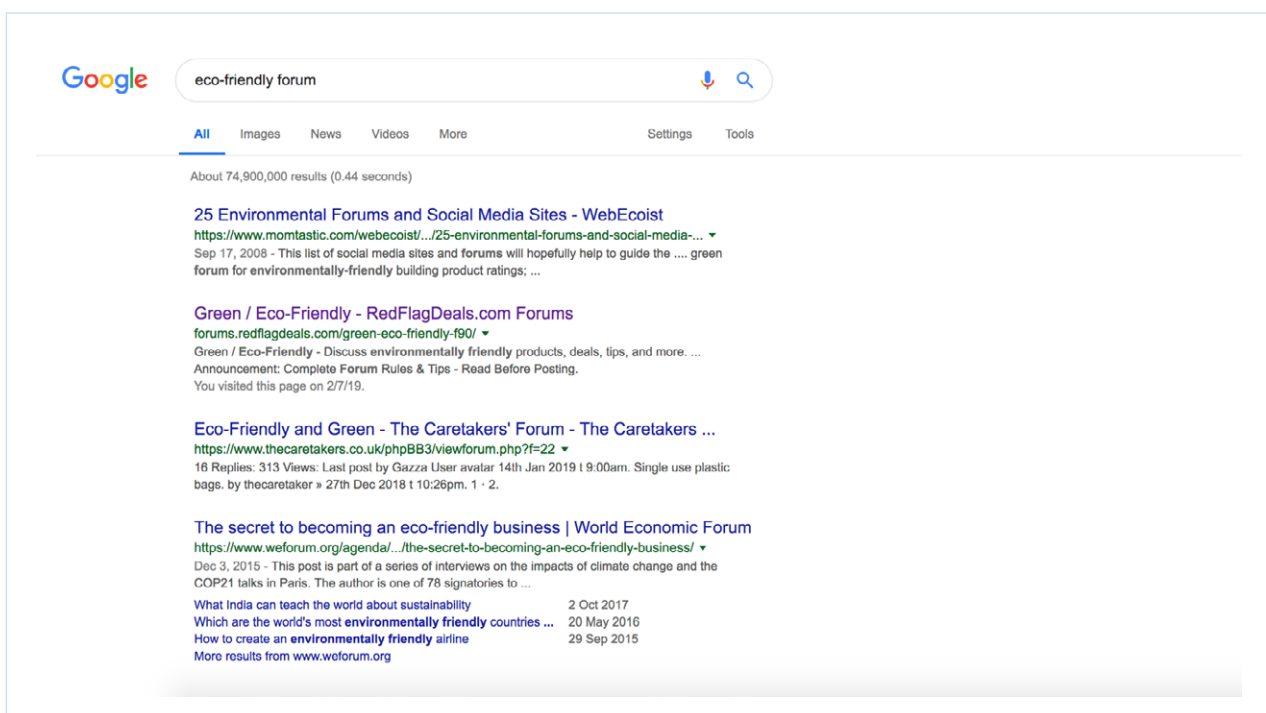 Google
eco-friendly forum
All Images News Videos More Settings Tools
About 74,900,000 results (0.44 seconds)
25 Environmental Forums and Social Media Sites - WebEcoist
https://www.momtastic.com/webecoist/.../25-environmental-forums-and-social-media-...
Sep 17, 2008 - This list of social media sites and forums will hopefully help to guide the .... green
forum for environmentally-friendly building product ratings; ...
Green / Eco-Friendly - RedFlagDeals.com Forums
forums.redflagdeals.com/green-eco-friendly-f90/
Green / Eco-Friendly - Discuss environmentally friendly products, deals, tips, and more. ...
Announcement: Complete Forum Rules & Tips - Read Before Posting.
You visited this page on 2/7/19.
Eco-Friendly and Green - The Caretakers' Forum - The Caretakers ...
https://www.thecaretakers.co.uk/phpBB3/viewforum.php?f=22
16 Replies: 313 Views: Last post by Gazza User avatar 14th Jan 2019 t 9:00am. Single use plastic
bags. by thecaretaker » 27th Dec 2018 t 10:26pm. 1 · 2.
The secret to becoming an eco-friendly business | World Economic Forum
https://www.weforum.org/agenda/.../the-secret-to-becoming-an-eco-friendly-business/
Dec 3, 2015 - This post is part of a series of interviews on the impacts of climate change and the
COP21 talks in Paris. The author is one of 78 signatories to ...
What India can teach the world about sustainability 2 Oct 2017
Which are the world's most environmentally friendly countries ... 20 May 2016
How to create an environmentally friendly airline 29 Sep 2015
More results from www.weforum.org